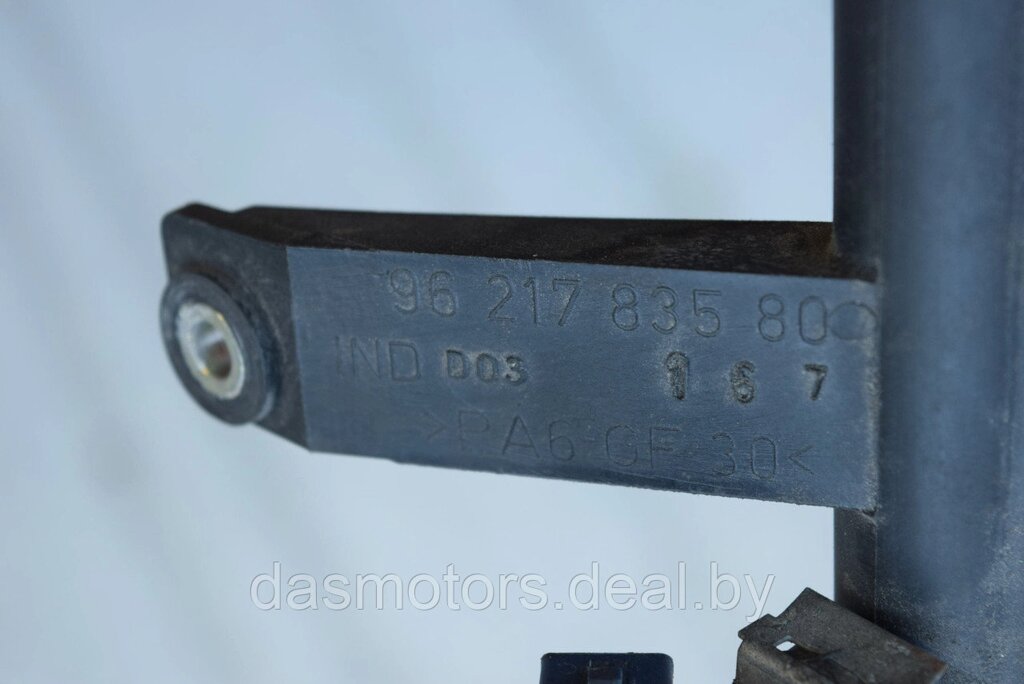 96 217 835 80
IND D03 1 6 7
>PA6 GF 30<
dasmotors.deal.by